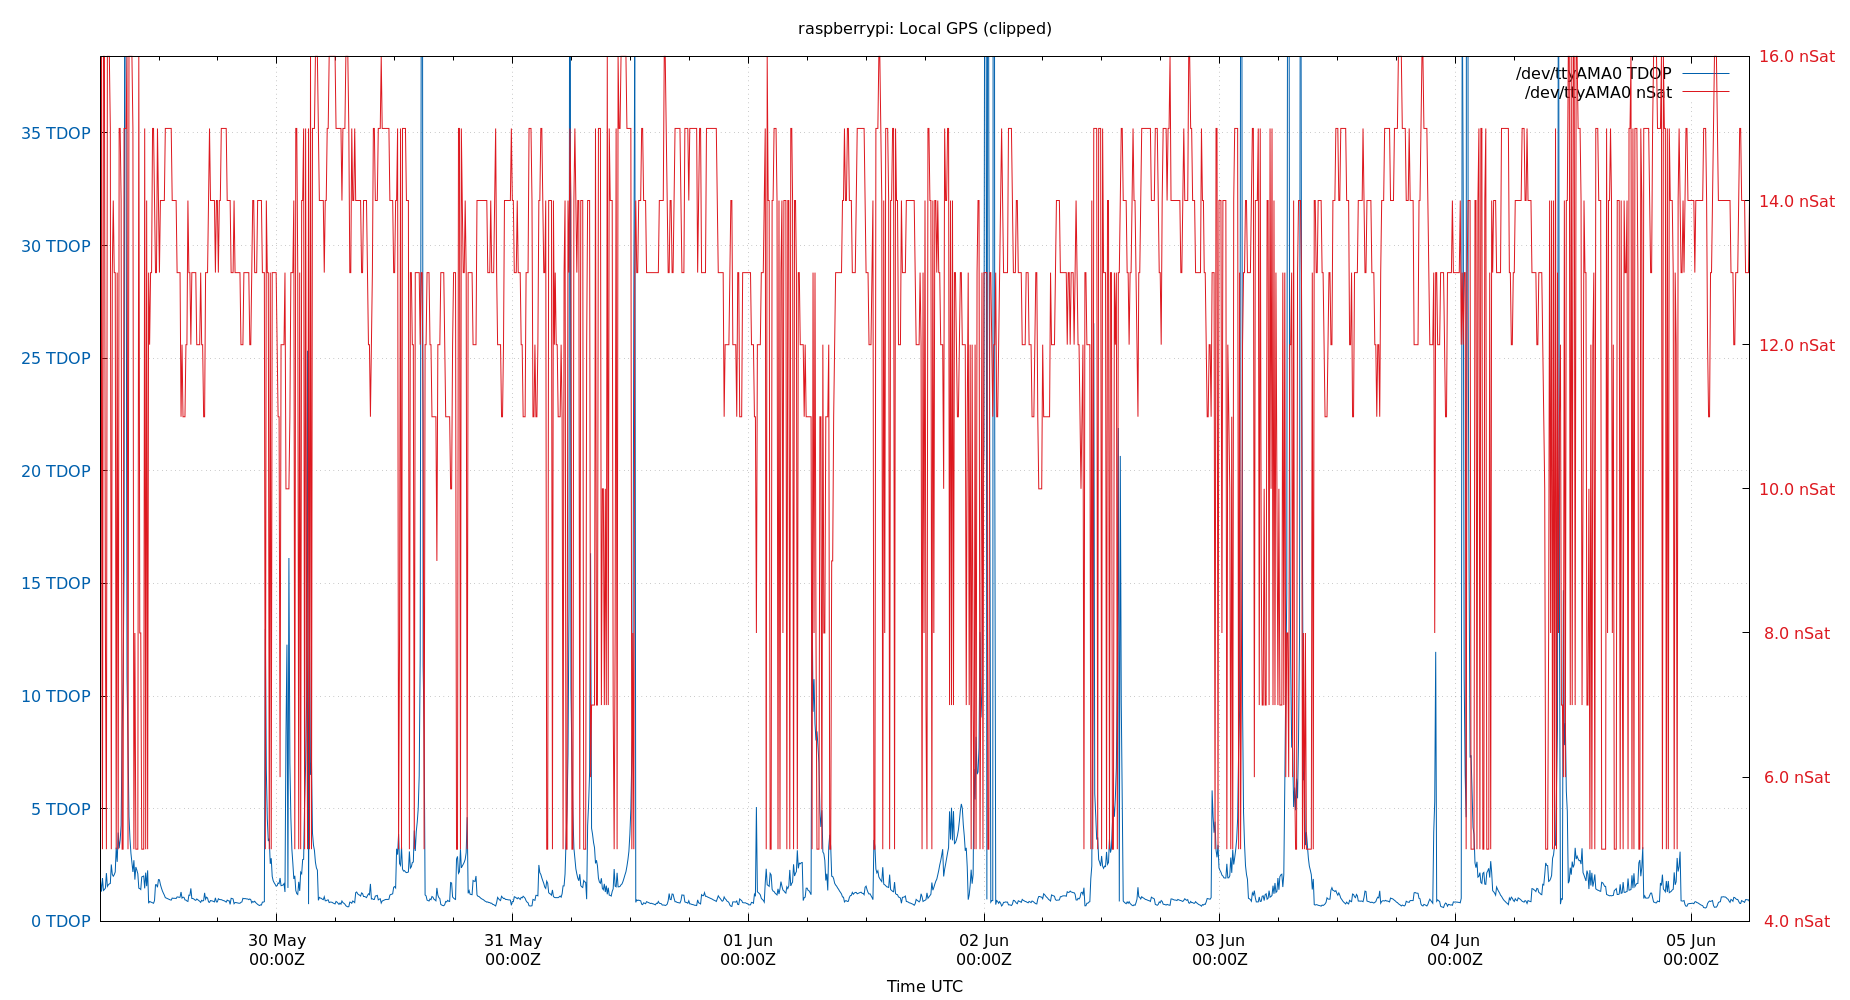 raspberrypi: Local GPS (clipped)
/dev/ttyAMA0 TDOP
/dev/ttyAMA0 nSat
35 TDOP
30 TDOP
25 TDOP
20 TDOP
15 TDOP
10 TDOP
5 TDOP
0 TDOP
16.0 nSat
14.0 nSat
12.0 nSat
10.0 nSat
8.0 nSat
6.0 nSat
4.0 nSat
30 May
00:00Z
31 May
00:00Z
01 Jun
00:00Z
02 Jun
00:00Z
03 Jun
00:00Z
04 Jun
00:00Z
05 Jun
00:00Z
Time UTC